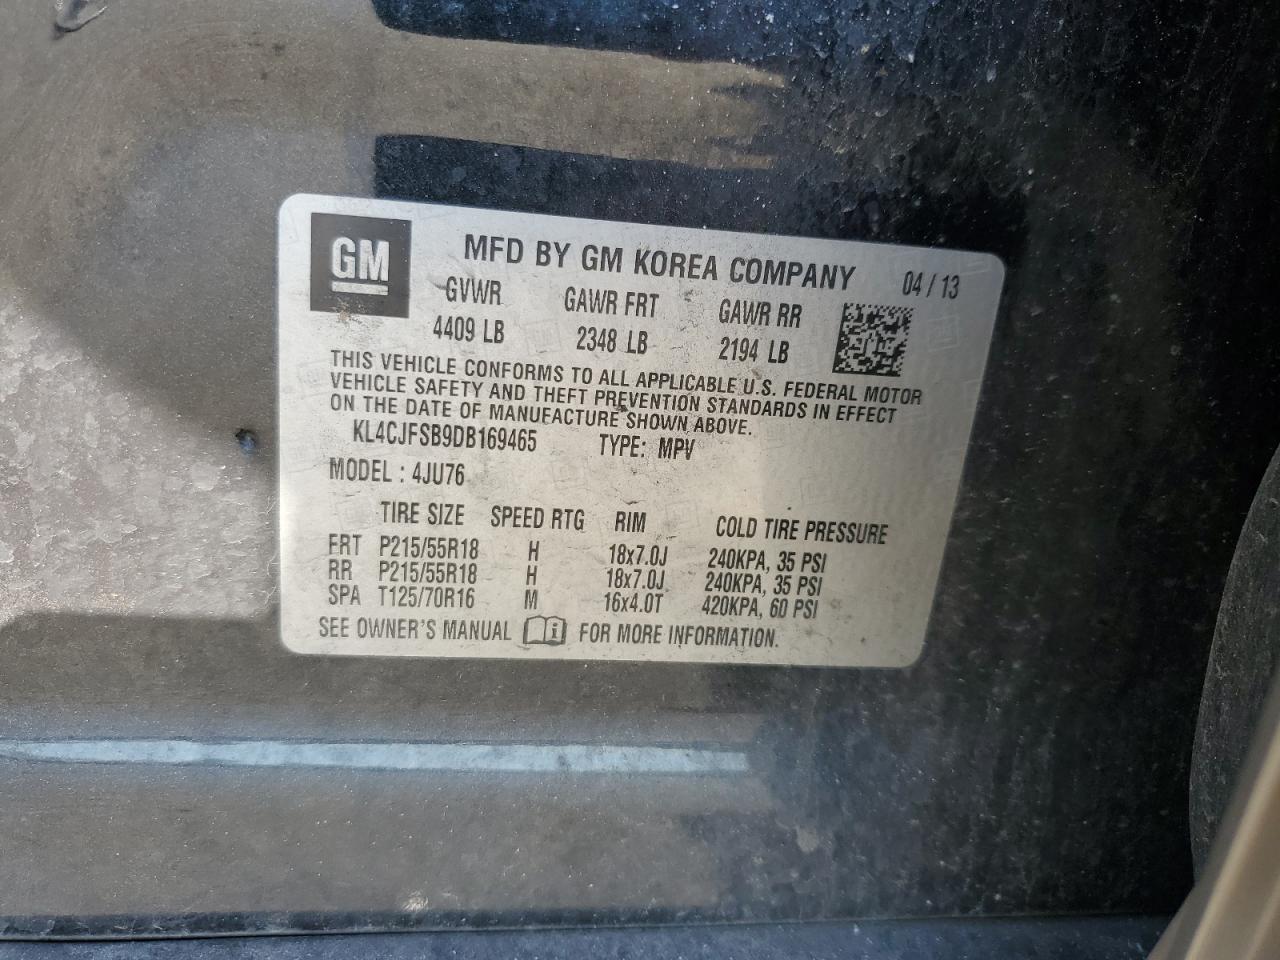 GM
MFD BY GM KOREA COMPANY 04 / 13
GVWR GAWR FRT GAWR RR
4409 LB 2348 LB 2194 LB
THIS VEHICLE CONFORMS TO ALL APPLICABLE U.S. FEDERAL MOTOR
VEHICLE SAFETY AND THEFT PREVENTION STANDARDS IN EFFECT
ON THE DATE OF MANUFACTURE SHOWN ABOVE.
KL4CJFSB9DB169465 TYPE: MPV
MODEL : 4JU76
TIRE SIZE SPEED RTG RIM COLD TIRE PRESSURE
FRT P215/55R18 H 18x7.0J 240KPA, 35 PSI
RR P215/55R18 H 18x7.0J 240KPA, 35 PSI
SPA T125/70R16 M 16x4.0T 420KPA, 60 PSI
SEE OWNER'S MANUAL i FOR MORE INFORMATION.